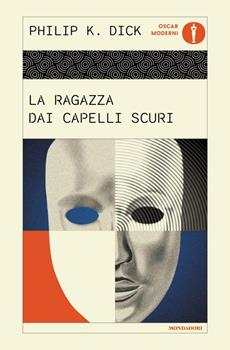 PHILIP K. DICK
OSCAR
MODERNI
LA RAGAZZA
DAI CAPELLI SCURI
MONDADORI